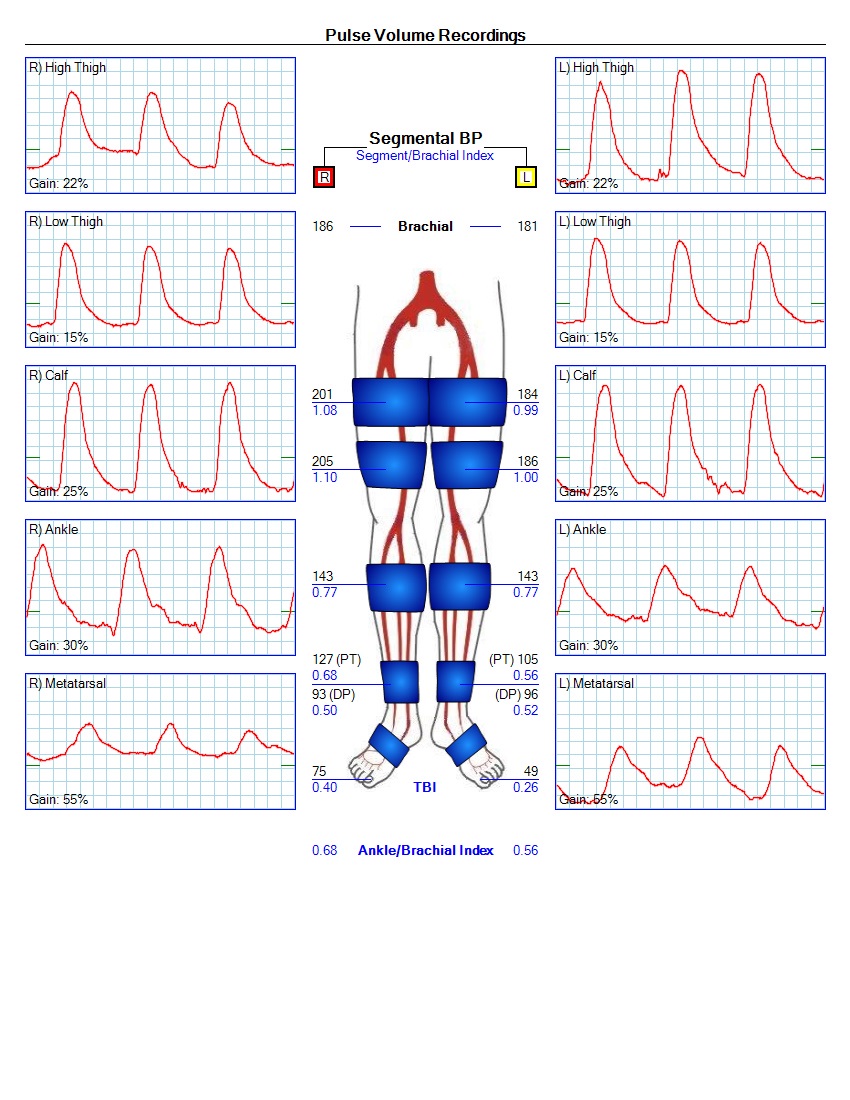 Pulse Volume Recordings
R) High Thigh
Gain: 22%
L) High Thigh
Gain: 22%
Segmental BP
Segment/Brachial Index
R
L
186 Brachial 181
R) Low Thigh
Gain: 15%
L) Low Thigh
Gain: 15%
R) Calf
Gain: 25%
L) Calf
Gain: 25%
201 184
1.08 0.99
205 186
1.10 1.00
R) Ankle
Gain: 30%
L) Ankle
Gain: 30%
143 143
0.77 0.77
127 (PT) (PT) 105
0.68 0.56
93 (DP) (DP) 96
0.50 0.52
R) Metatarsal
Gain: 55%
L) Metatarsal
Gain: 55%
75 49
0.40 TBI 0.26
0.68 Ankle/Brachial Index 0.56